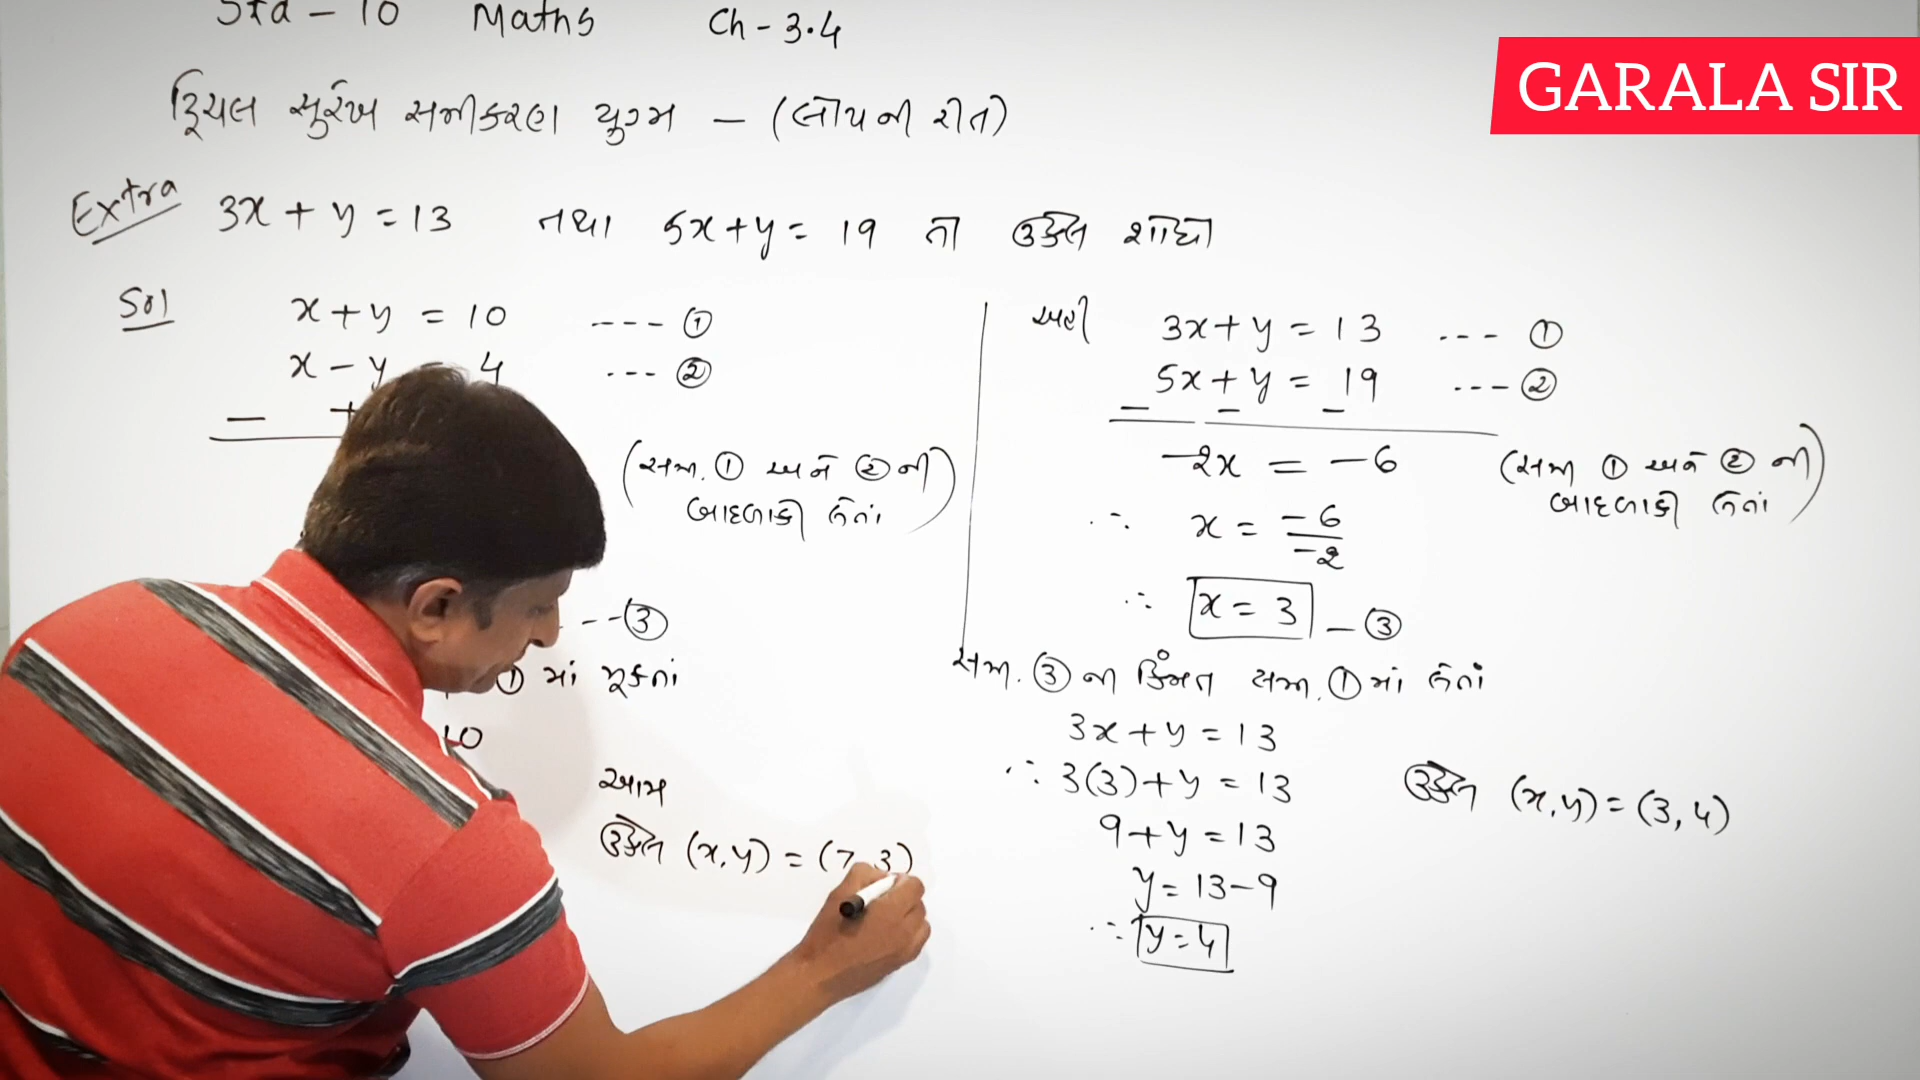 Std - 10 Maths Ch - 3.4
GARALA SIR
દ્વિચલ સુરેખ સમીકરણ યુગ્મ - (લોપની રીત)
Extra 3x + y = 13 તથા 5x + y = 19 નો ઉકેલ શોધો
Sol x + y = 10 ---- ①
x - y = 4 --- ②
- +
(સમ. ① અને ② ની
બાદબાકી લેતાં)
--③
① માં મૂકતાં
10
આમ
ઉકેલ (x, y) = (7, 3)
અહીં 3x + y = 13 --- ①
5x + y = 19 --- ②
- - -
-2x = -6 (સમ ① અને ② ની
બાદબાકી લેતાં)
∴ x = -6/-2
∴ x = 3 - ③
સમ. ③ ની કિંમત સમ. ① માં લેતાં
3x + y = 13
∴ 3(3) + y = 13 ઉકેલ (x, y) = (3, 4)
9 + y = 13
y = 13 - 9
∴ y = 4